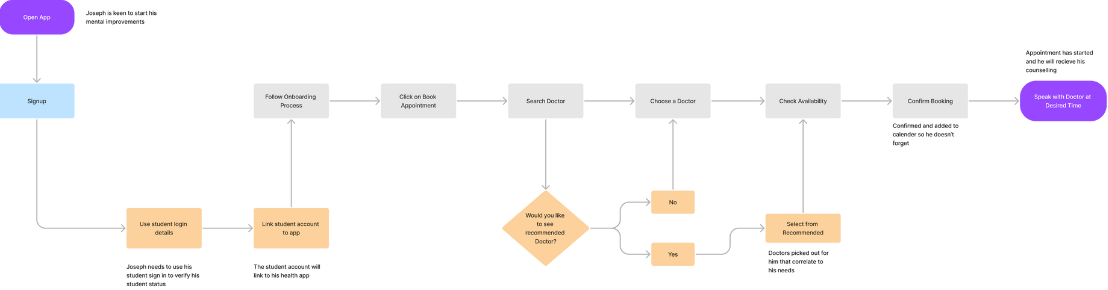 Open App
Joseph is keen to start his
mental improvements
Signup
Use student login
details
Joseph needs to use his
student sign in to verify his
student status
Link student account
to app
The student account will
link to his health app
Follow Onboarding
Process
Click on Book
Appointment
Search Doctor
Would you like
to see
recommended
Doctor?
No
Yes
Choose a Doctor
Select from
Recommended
Doctors picked out for
him that correlate to
his needs
Check Availability
Confirm Booking
Confirmed and added to
calender so he doesn't
forget
Appointment has started
and he will recieve his
counselling
Speak with Doctor at
Desired Time